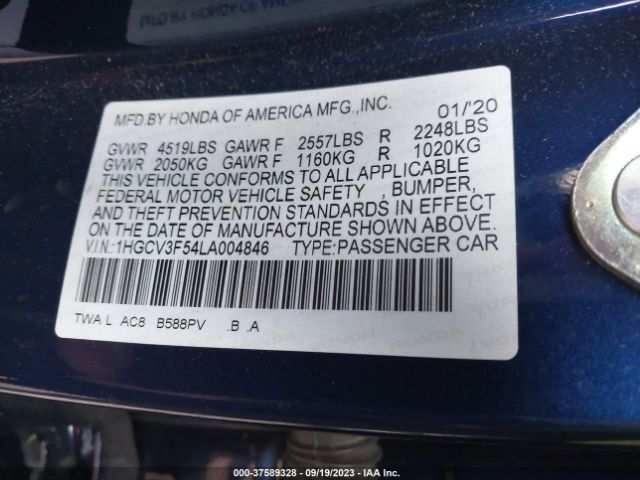 MFD.BY HONDA OF AMERICA MFG.,INC. 01/'20
GVWR 4519LBS GAWR F 2557LBS R 2248LBS
GVWR 2050KG GAWR F 1160KG R 1020KG
THIS VEHICLE CONFORMS TO ALL APPLICABLE
FEDERAL MOTOR VEHICLE SAFETY , BUMPER,
AND THEFT PREVENTION STANDARDS IN EFFECT
ON THE DATE OF MANUFACTURE SHOWN ABOVE.
V.I.N.:1HGCV3F54LA004846 TYPE:PASSENGER CAR
TWA L AC8 B588PV .B .A
000-37589328 - 09/19/2023 - IAA Inc.